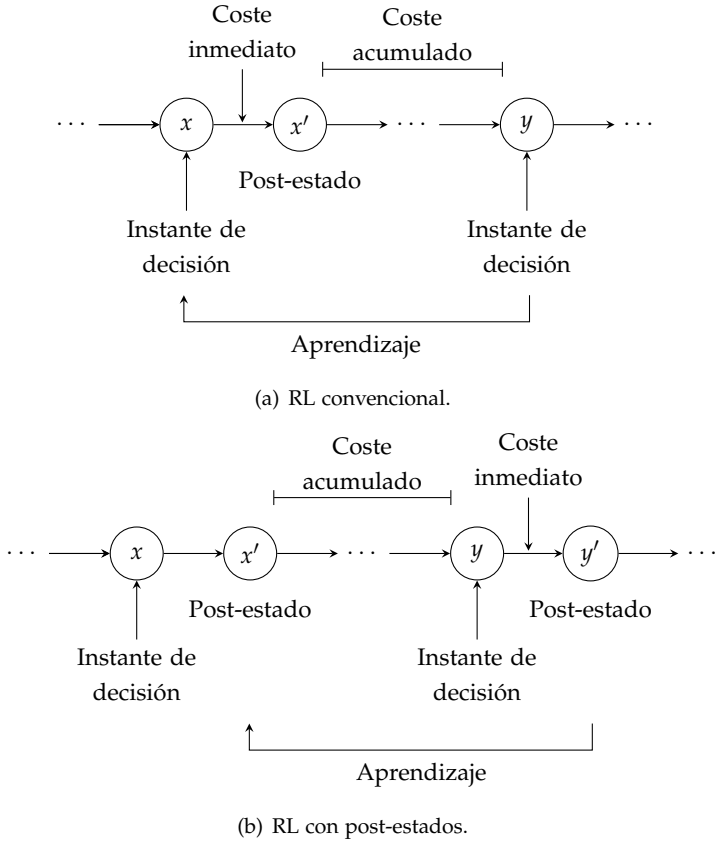 Coste
inmediato
Coste
acumulado
· · ·
x
x′
· · ·
y
· · ·
Post-estado
Instante de
decisión
Instante de
decisión
Aprendizaje
(a) RL convencional.
Coste
acumulado
Coste
inmediato
· · ·
x
x′
· · ·
y
y′
· · ·
Post-estado
Post-estado
Instante de
decisión
Instante de
decisión
Aprendizaje
(b) RL con post-estados.